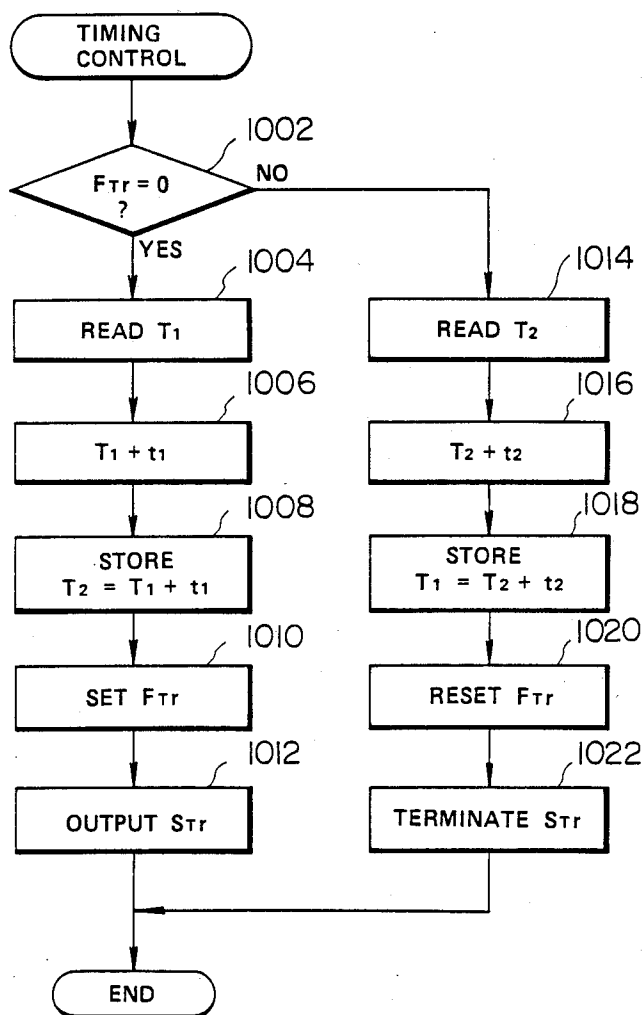 TIMING
CONTROL
1002
FTr = 0
?
NO
YES
1004
READ T1
1006
T1 + t1
1008
STORE
T2 = T1 + t1
1010
SET FTr
1012
OUTPUT STr
1014
READ T2
1016
T2 + t2
1018
STORE
T1 = T2 + t2
1020
RESET FTr
1022
TERMINATE STr
END